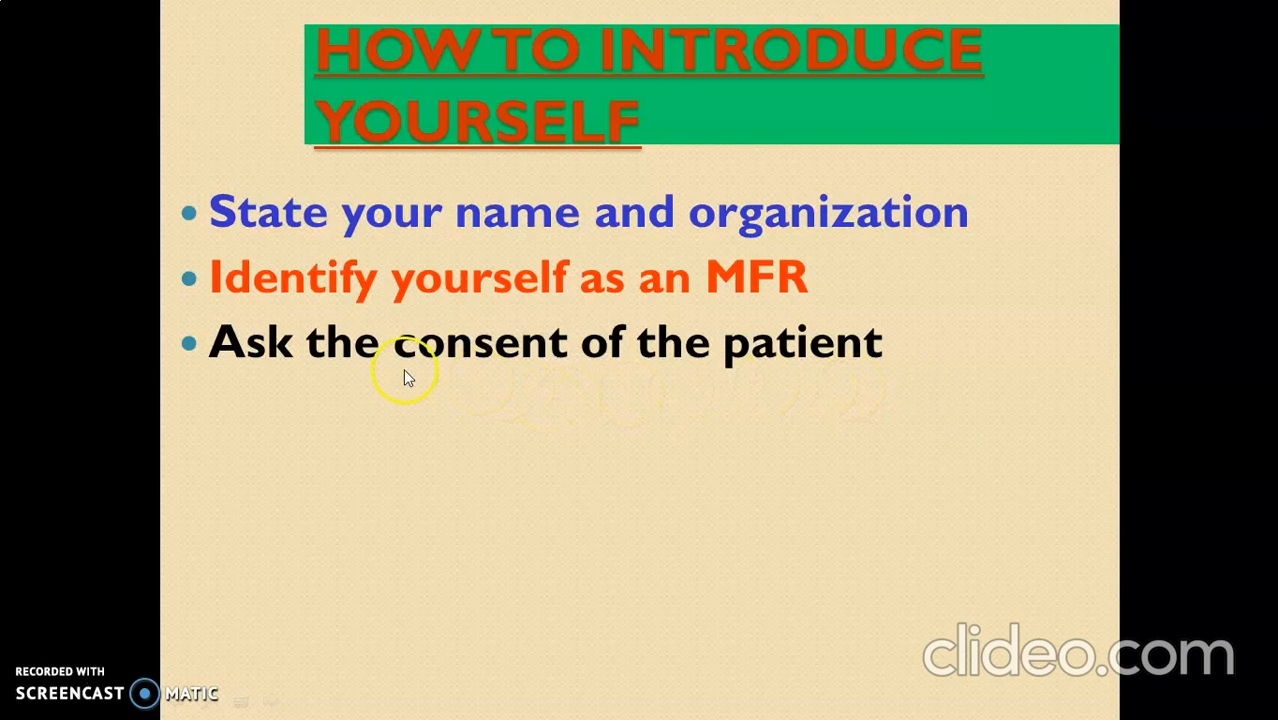 HOW TO INTRODUCE
YOURSELF
• State your name and organization
• Identify yourself as an MFR
• Ask the consent of the patient
clideo.com
RECORDED WITH
SCREENCAST MATIC